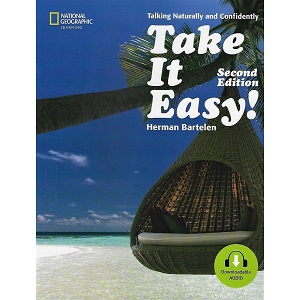 NATIONAL
GEOGRAPHIC
LEARNING
Talking Naturally and Confidently
Take
It
Second
Edition
Easy!
Herman Bartelen
Downloadable
AUDIO